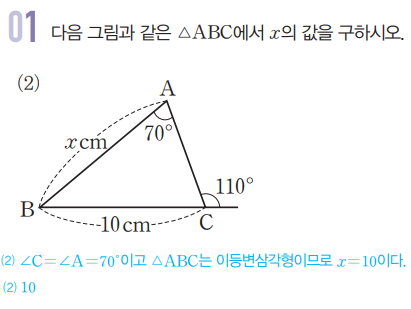 01 다음 그림과 같은 △ABC에서 x의 값을 구하시오.
(2)
A
x cm
70°
110°
B
10 cm
C
(2) ∠C=∠A=70°이고 △ABC는 이등변삼각형이므로 x=10이다.
(2) 10